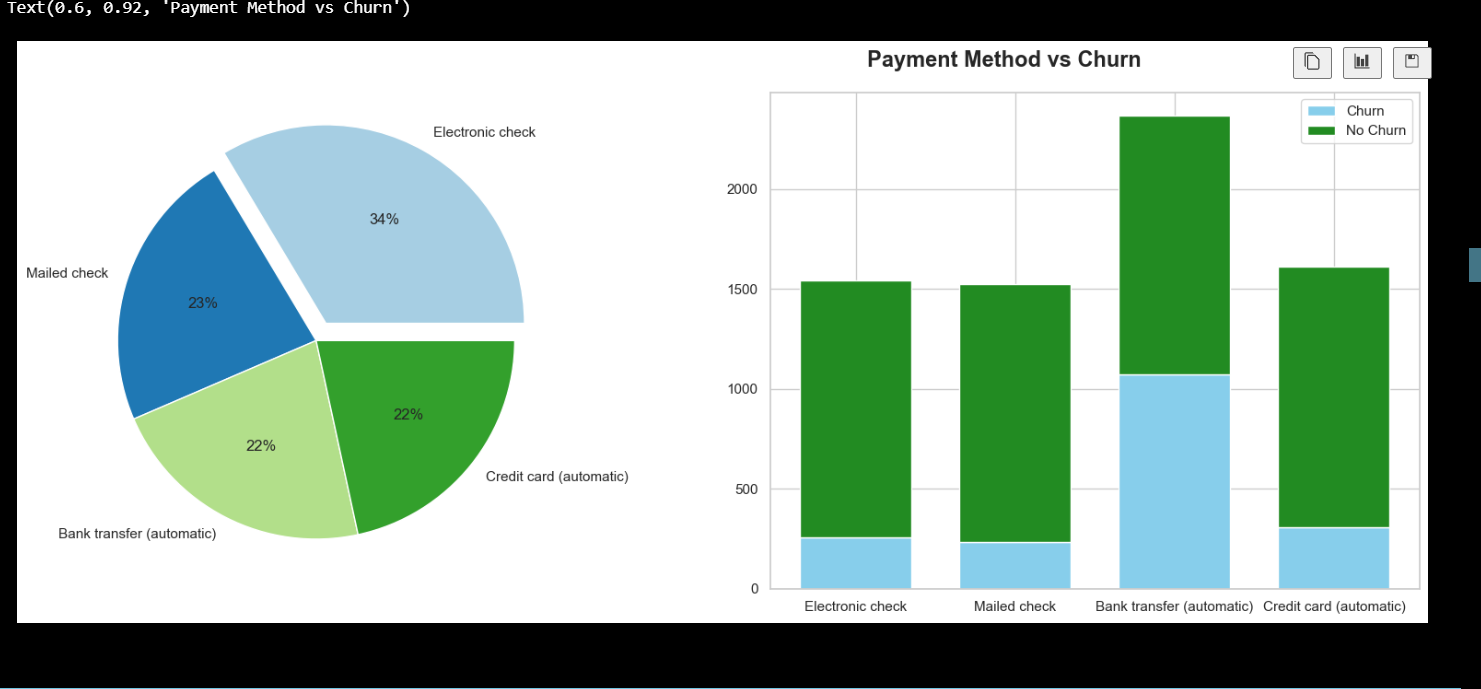 Text(0.6, 0.92, 'Payment Method vs Churn')
Electronic check
34%
Mailed check
23%
22%
22%
Credit card (automatic)
Bank transfer (automatic)
Payment Method vs Churn
Churn
No Churn
2000
1500
1000
500
0
Electronic check
Mailed check
Bank transfer (automatic)
Credit card (automatic)